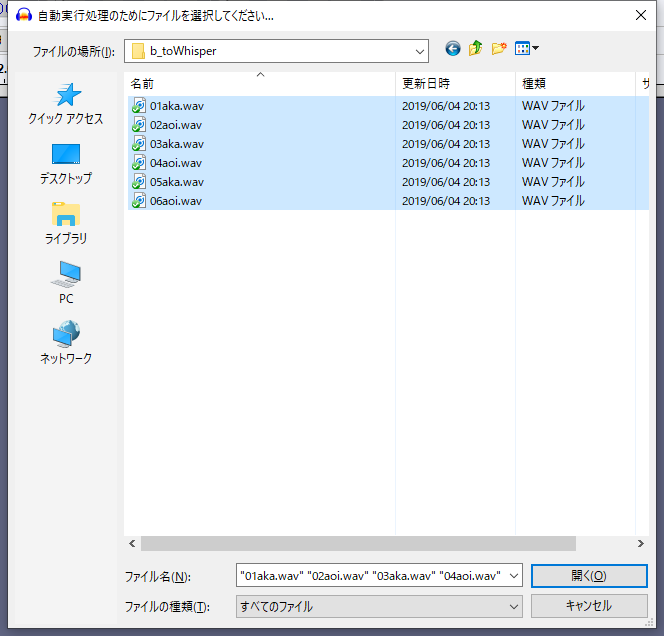 自動実行処理のためにファイルを選択してください...
ファイルの場所(I):
b_toWhisper
名前
更新日時
種類
サ
01aka.wav 2019/06/04 20:13 WAV ファイル
02aoi.wav 2019/06/04 20:13 WAV ファイル
03aka.wav 2019/06/04 20:13 WAV ファイル
04aoi.wav 2019/06/04 20:13 WAV ファイル
05aka.wav 2019/06/04 20:13 WAV ファイル
06aoi.wav 2019/06/04 20:13 WAV ファイル
クイック アクセス
デスクトップ
ライブラリ
PC
ネットワーク
ファイル名(N):
"01aka.wav" "02aoi.wav" "03aka.wav" "04aoi.wav"
開く(O)
ファイルの種類(T):
すべてのファイル
キャンセル